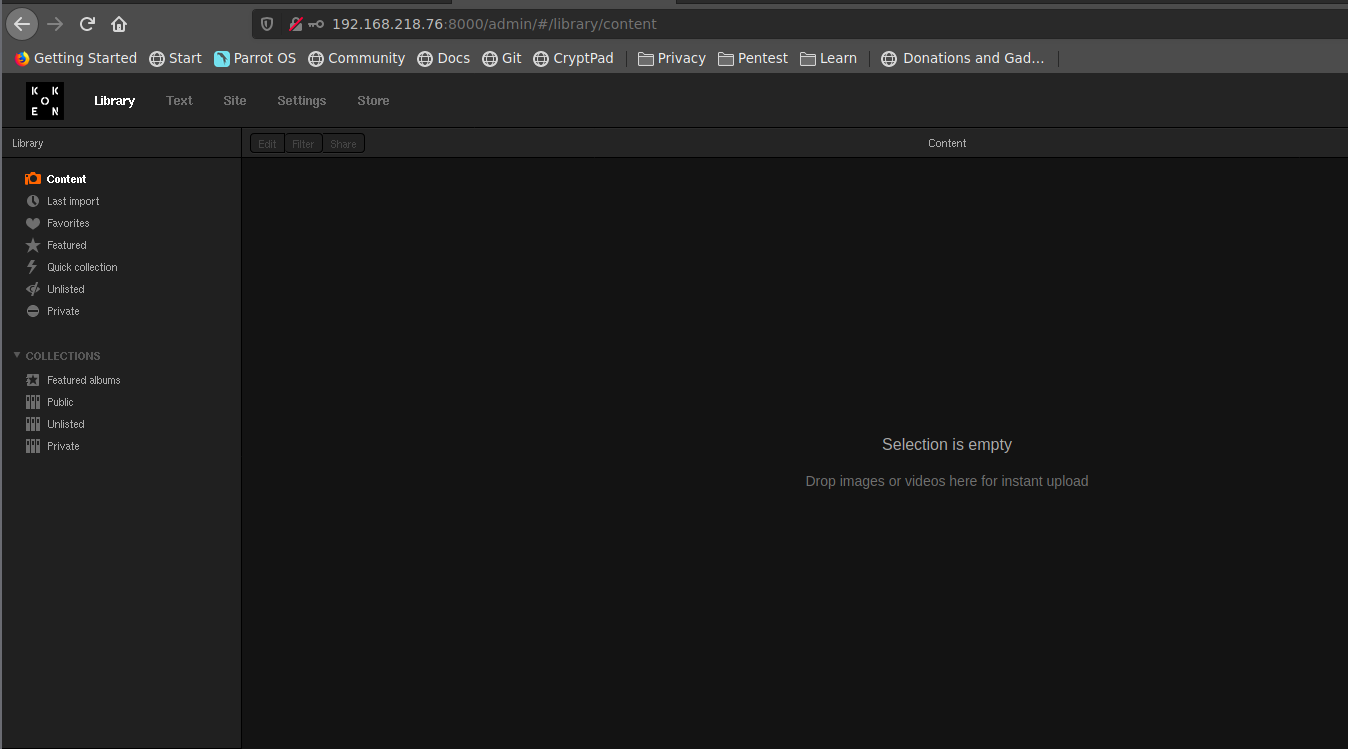 192.168.218.76:8000/admin/#/library/content
Getting Started Start Parrot OS Community Docs Git CryptPad Privacy Pentest Learn Donations and Gad…
K K O E N Library Text Site Settings Store
Library Edit Filter Share Content
Content
Last import
Favorites
Featured
Quick collection
Unlisted
Private
COLLECTIONS
Featured albums
Public
Unlisted
Private
Selection is empty
Drop images or videos here for instant upload